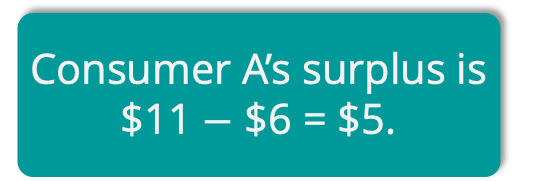 Consumer A’s surplus is
$11 – $6 = $5.